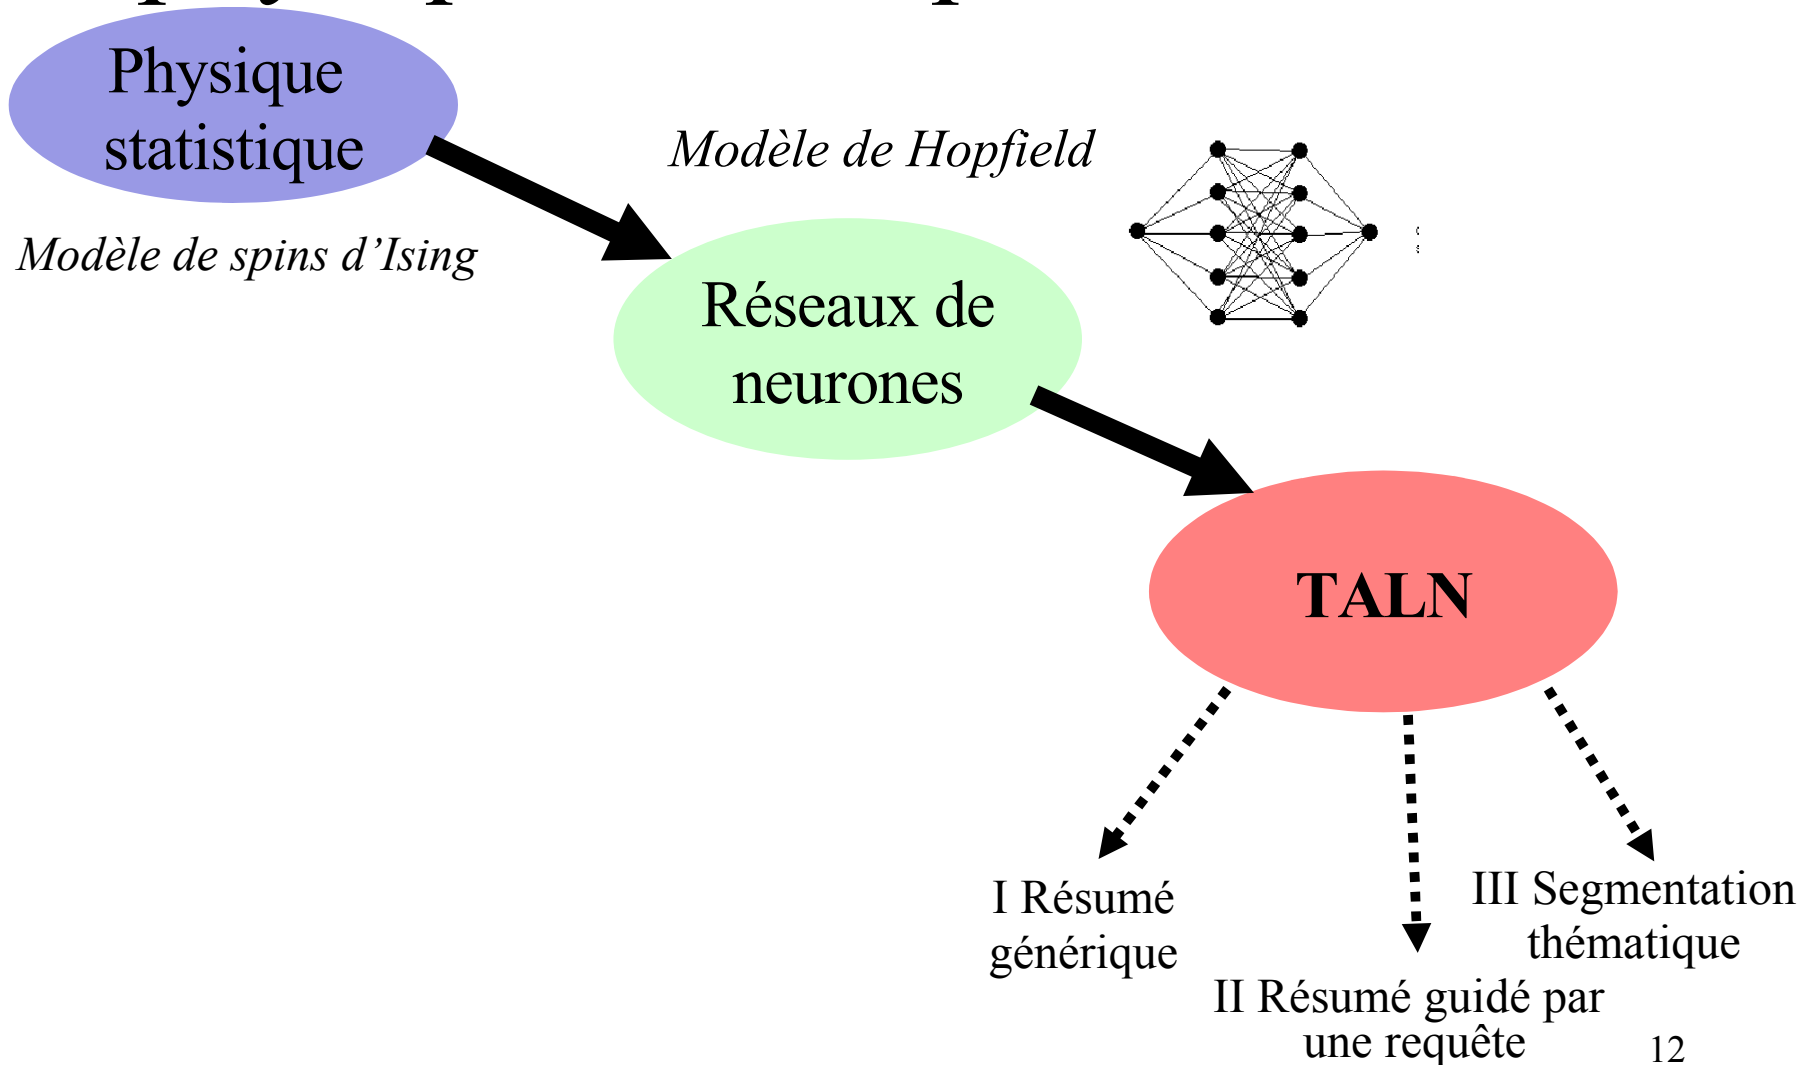 Physique
statistique
Modèle de Hopfield
Modèle de spins d’Ising
Réseaux de
neurones
TALN
I Résumé
générique
III Segmentation
thématique
II Résumé guidé par
une requête
12